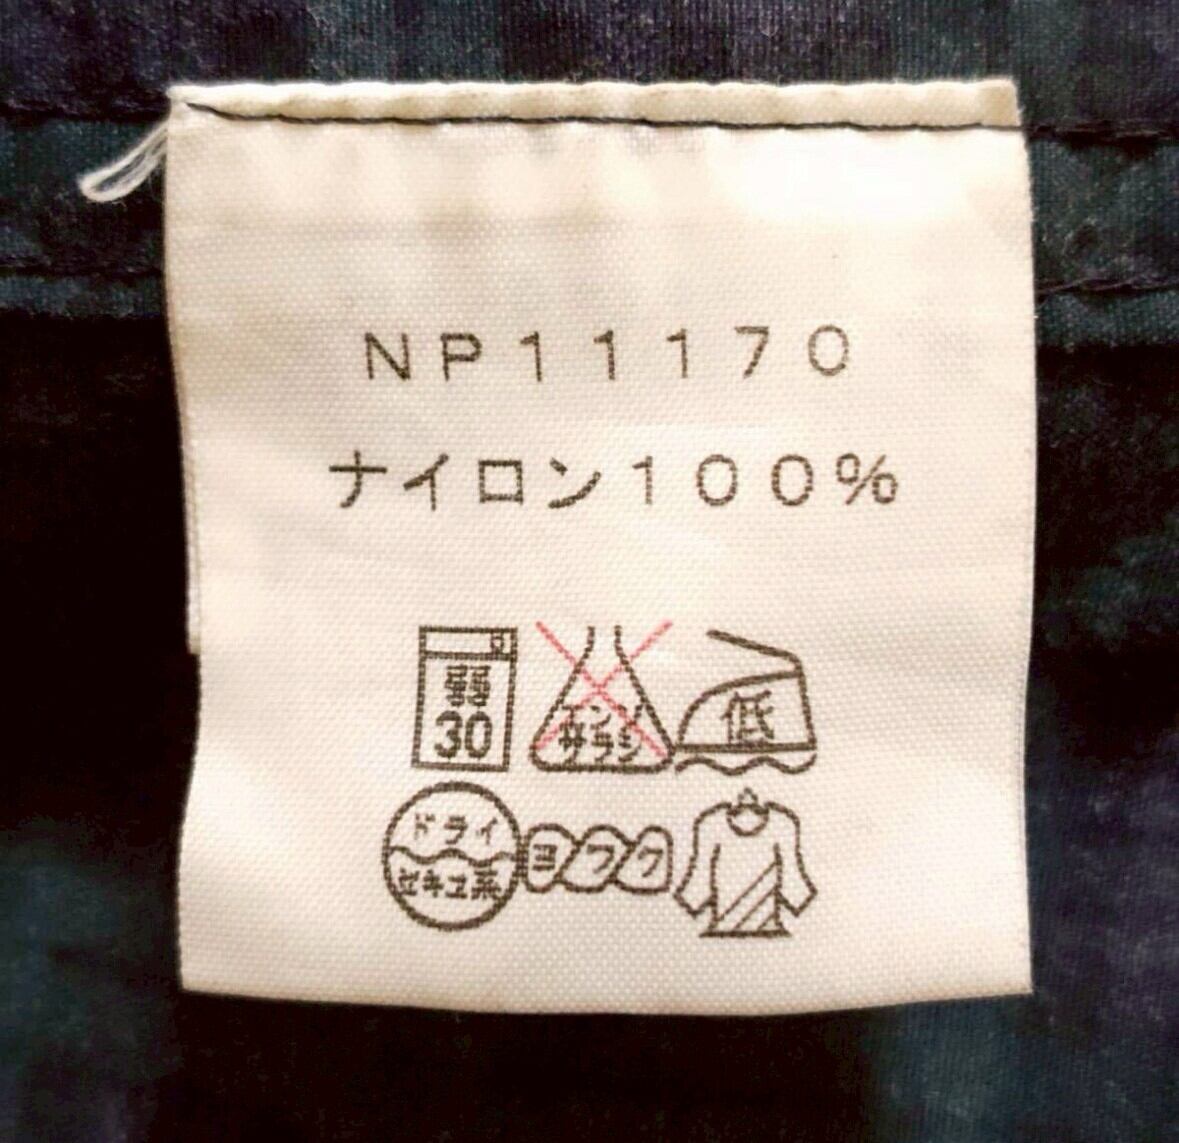 NP11170
ナイロン100%
弱
30
エンソ
サラシ
低
ドライ
セキユ系
ヨワク